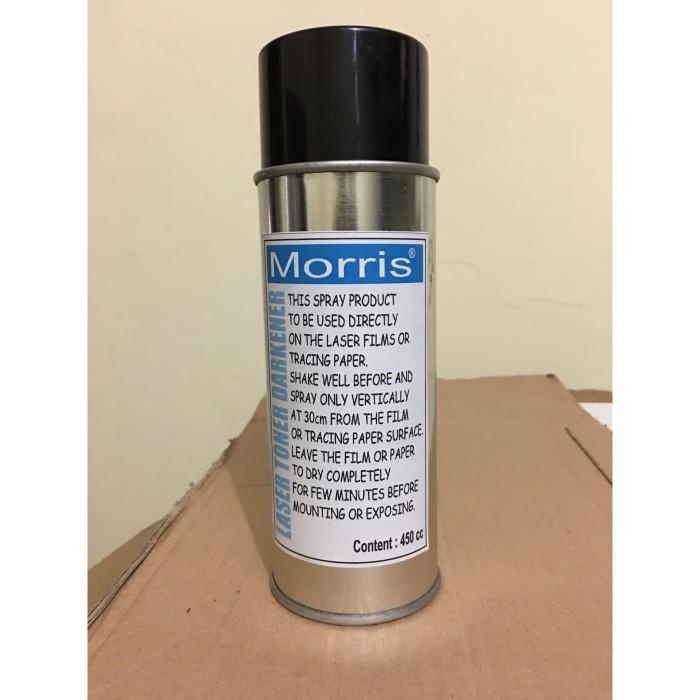 Morris®
LASER TONER DARKENER
THIS SPRAY PRODUCT
TO BE USED DIRECTLY
ON THE LASER FILMS OR
TRACING PAPER.
SHAKE WELL BEFORE AND
SPRAY ONLY VERTICALLY
AT 30cm FROM THE FILM
OR TRACING PAPER SURFACE.
LEAVE THE FILM OR PAPER
TO DRY COMPLETELY
FOR FEW MINUTES BEFORE
MOUNTING OR EXPOSING.
Content : 450 cc